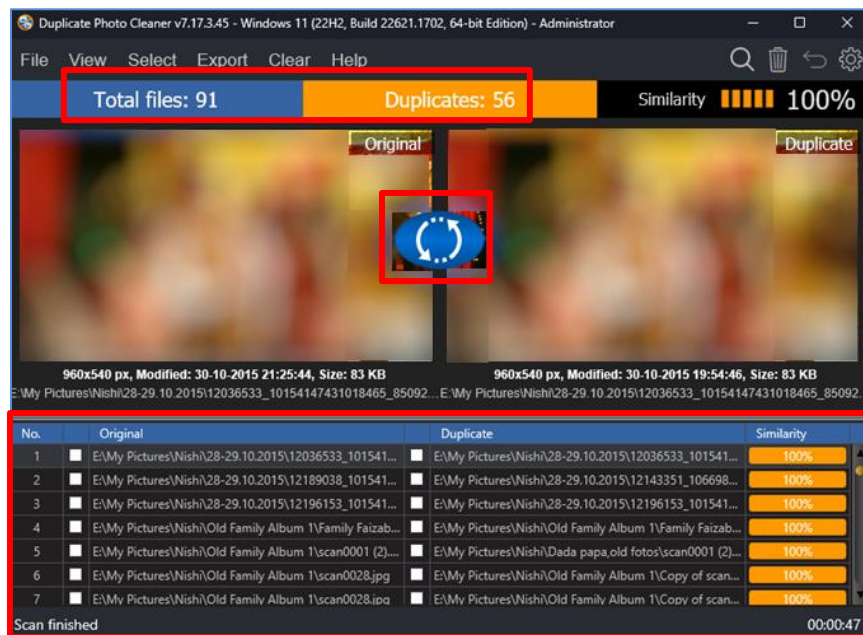 Duplicate Photo Cleaner v7.17.3.45 - Windows 11 (22H2, Build 22621.1702, 64-bit Edition) - Administrator
File View Select Export Clear Help
Total files: 91 Duplicates: 56 Similarity 100%
Original Duplicate
960x540 px, Modified: 30-10-2015 21:25:44, Size: 83 KB 960x540 px, Modified: 30-10-2015 19:54:46, Size: 83 KB
E:\My Pictures\Nishi\28-29.10.2015\12036533_10154147431018465_85092... E:\My Pictures\Nishi\28-29.10.2015\12036533_10154147431018465_85092...
No. Original Duplicate Similarity
1 E:\My Pictures\Nishi\28-29.10.2015\12036533_101541... E:\My Pictures\Nishi\28-29.10.2015\12036533_101541... 100%
2 E:\My Pictures\Nishi\28-29.10.2015\12189038_101541... E:\My Pictures\Nishi\28-29.10.2015\12143351_106698... 100%
3 E:\My Pictures\Nishi\28-29.10.2015\12196153_101541... E:\My Pictures\Nishi\28-29.10.2015\12196153_101541... 100%
4 E:\My Pictures\Nishi\Old Family Album 1\Family Faizab... E:\My Pictures\Nishi\Old Family Album 1\Family Faizab... 100%
5 E:\My Pictures\Nishi\Old Family Album 1\scan0001 (2).... E:\My Pictures\Nishi\Dada papa,old fotos\scan0001 (2)... 100%
6 E:\My Pictures\Nishi\Old Family Album 1\scan0028.jpg E:\My Pictures\Nishi\Old Family Album 1\Copy of scan... 100%
7 E:\My Pictures\Nishi\Old Family Album 1\scan0028.jpg E:\My Pictures\Nishi\Old Family Album 1\Copy of scan... 100%
Scan finished 00:00:47